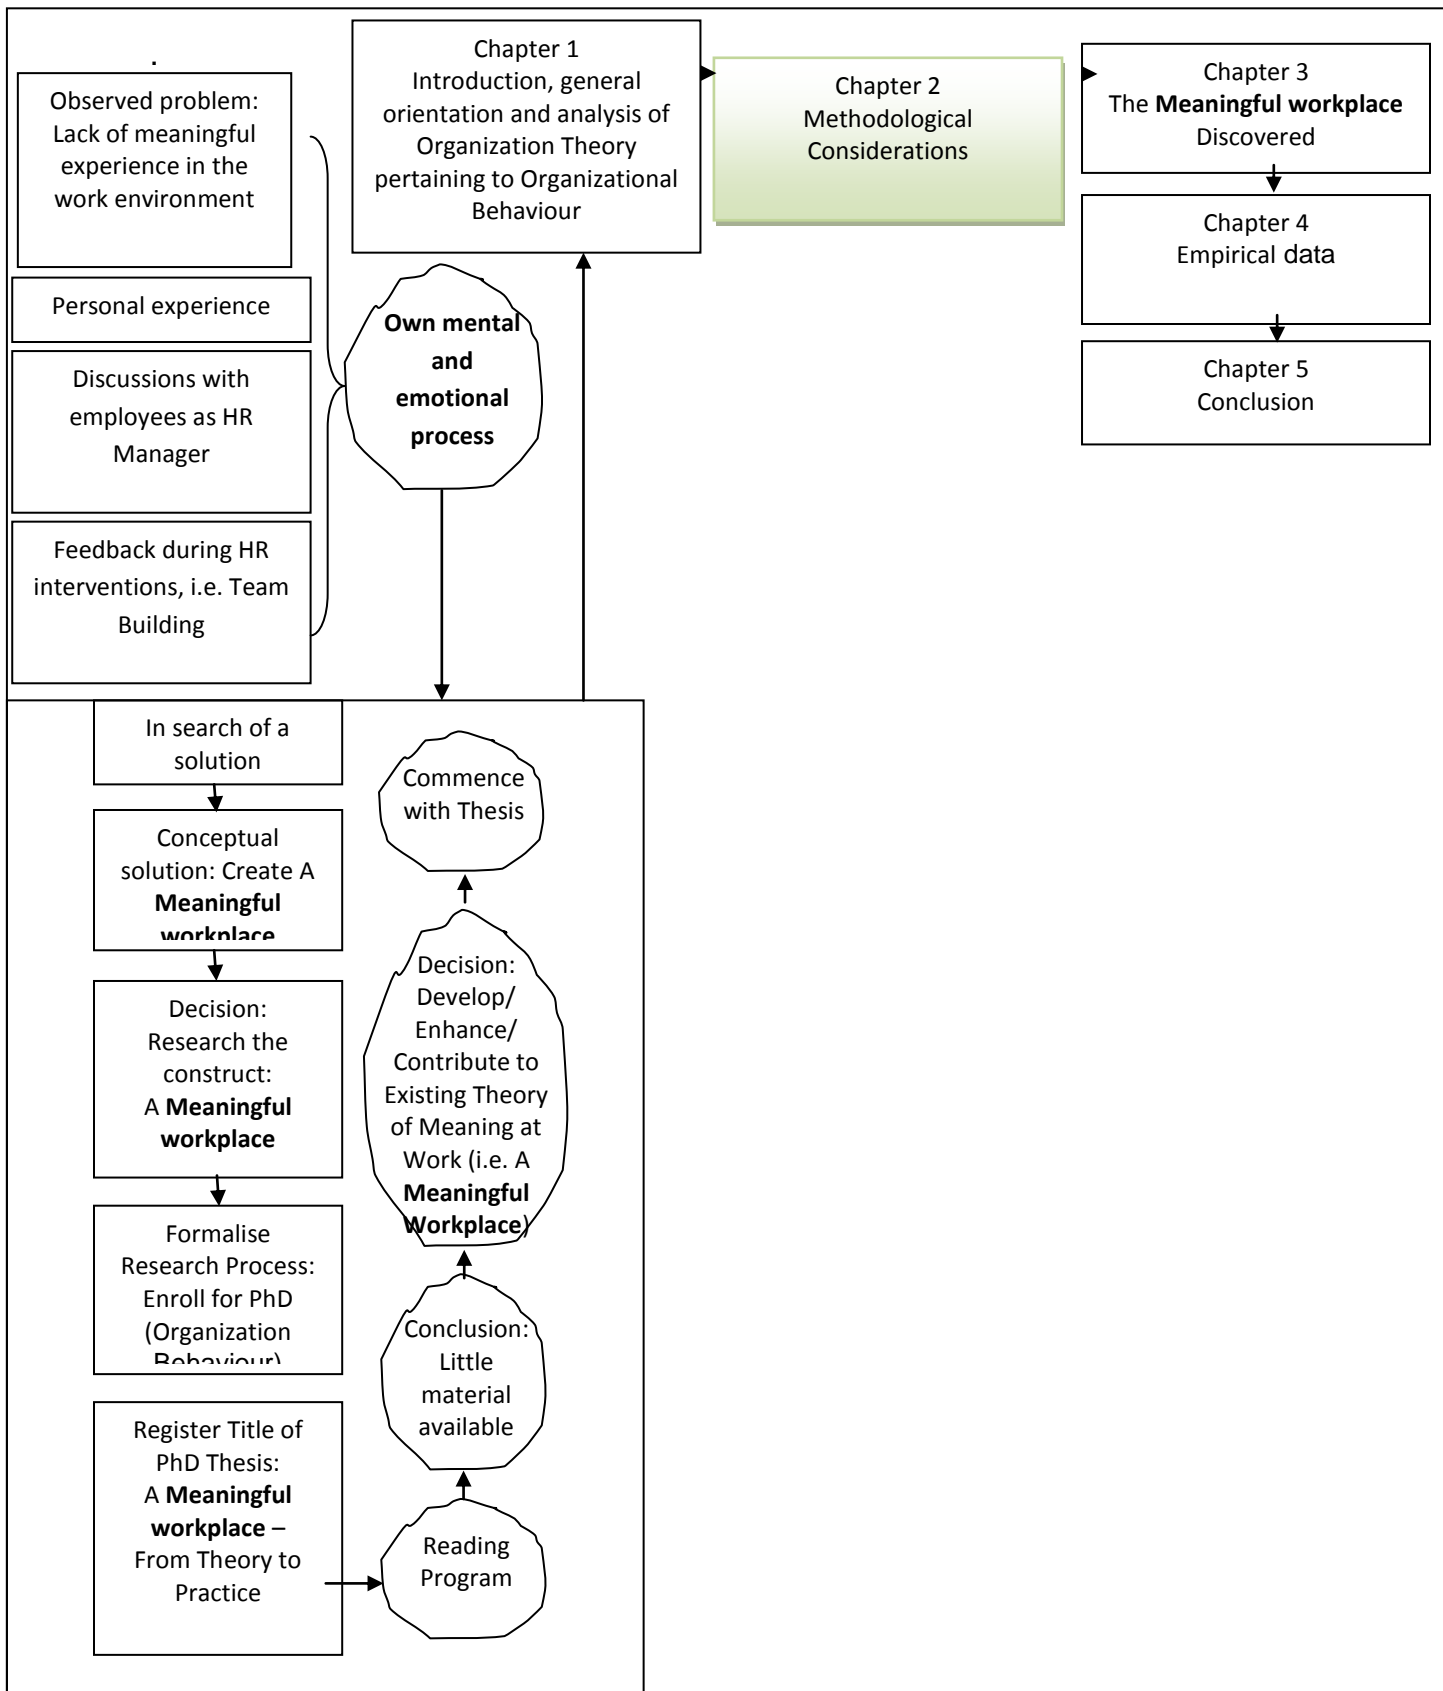 .
Observed problem:
Lack of meaningful
experience in the
work environment
Personal experience
Discussions with
employees as HR
Manager
Feedback during HR
interventions, i.e. Team
Building
Own mental
and
emotional
process
Chapter 1
Introduction, general
orientation and analysis of
Organization Theory
pertaining to Organizational
Behaviour
Chapter 2
Methodological
Considerations
Chapter 3
The Meaningful workplace
Discovered
Chapter 4
Empirical data
Chapter 5
Conclusion
In search of a
solution
Conceptual
solution: Create A
Meaningful
workplace
Decision:
Research the
construct:
A Meaningful
workplace
Formalise
Research Process:
Enroll for PhD
(Organization
Behaviour)
Register Title of
PhD Thesis:
A Meaningful
workplace –
From Theory to
Practice
Reading
Program
Conclusion:
Little
material
available
Decision:
Develop/
Enhance/
Contribute to
Existing Theory
of Meaning at
Work (i.e. A
Meaningful
Workplace)
Commence
with Thesis